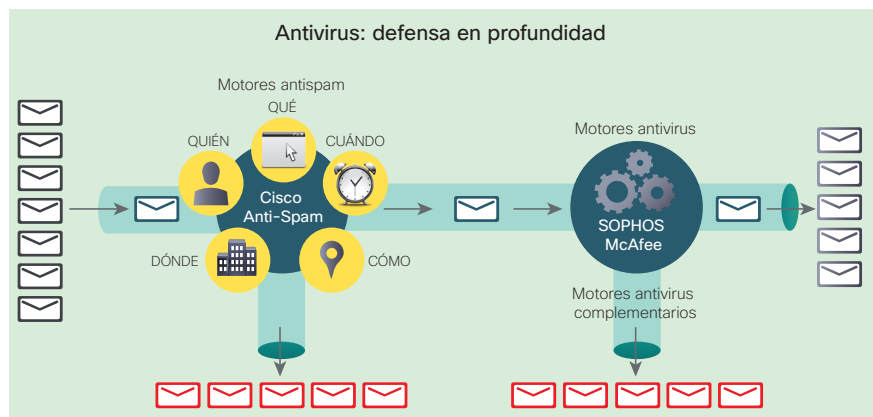 Antivirus: defensa en profundidad
Motores antispam
QUÉ
QUIÉN
CUÁNDO
Cisco
Anti-Spam
DÓNDE
CÓMO
Motores antivirus
SOPHOS
McAfee
Motores antivirus
complementarios